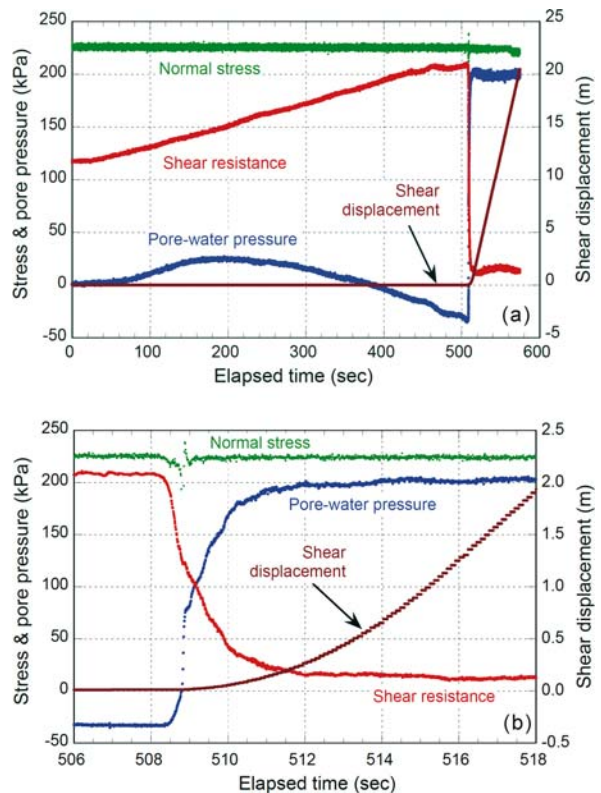 250
200
150
100
50
0
-50
Stress & pore pressure (kPa)
25
20
15
10
5
0
-5
Shear displacement (m)
Normal stress
Shear resistance
Shear
displacement
Pore-water pressure
(a)
0 100 200 300 400 500 600
Elapsed time (sec)
250
200
150
100
50
0
-50
Stress & pore pressure (kPa)
2.5
2.0
1.5
1.0
0.5
0.0
-0.5
Shear displacement (m)
Normal stress
Pore-water pressure
Shear
displacement
Shear resistance
(b)
506 508 510 512 514 516 518
Elapsed time (sec)